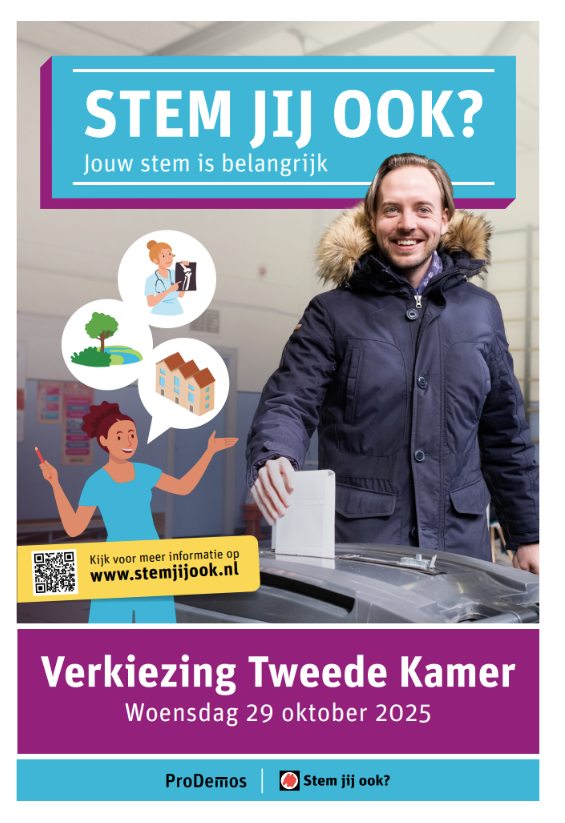 STEM JIJ OOK?
Jouw stem is belangrijk
Kijk voor meer informatie op
www.stemjijook.nl
Verkiezing Tweede Kamer
Woensdag 29 oktober 2025
ProDemos
Stem jij ook?